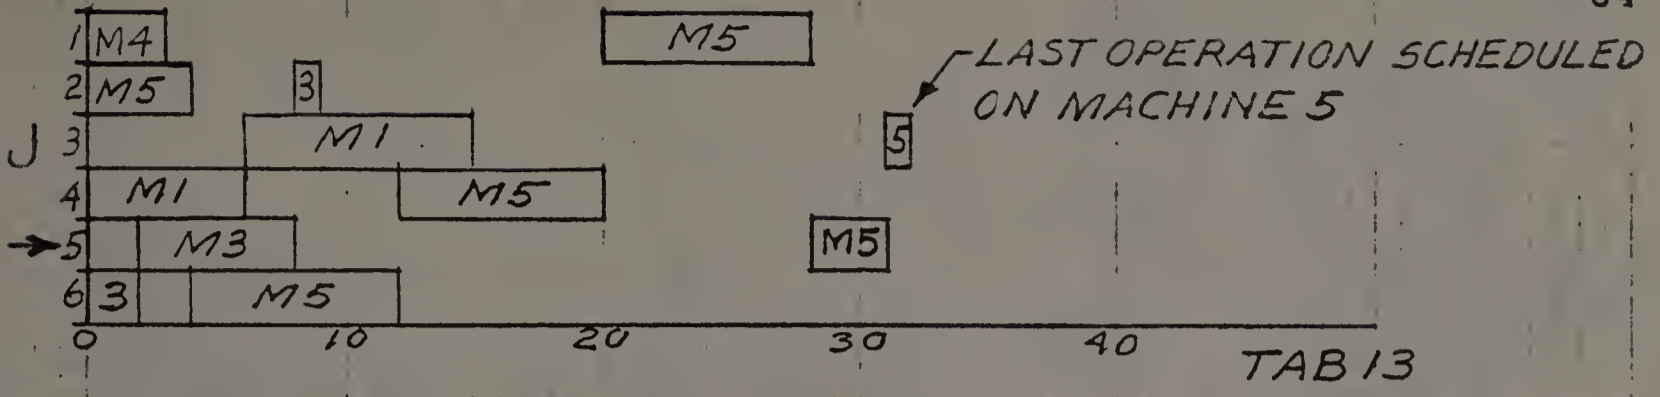 1 M4 M5
LAST OPERATION SCHEDULED
ON MACHINE 5
2 M5 3
J 3 M1 5
4 M1 M5
5 M3 M5
6 3 M5
0 10 20 30 40
TAB 13